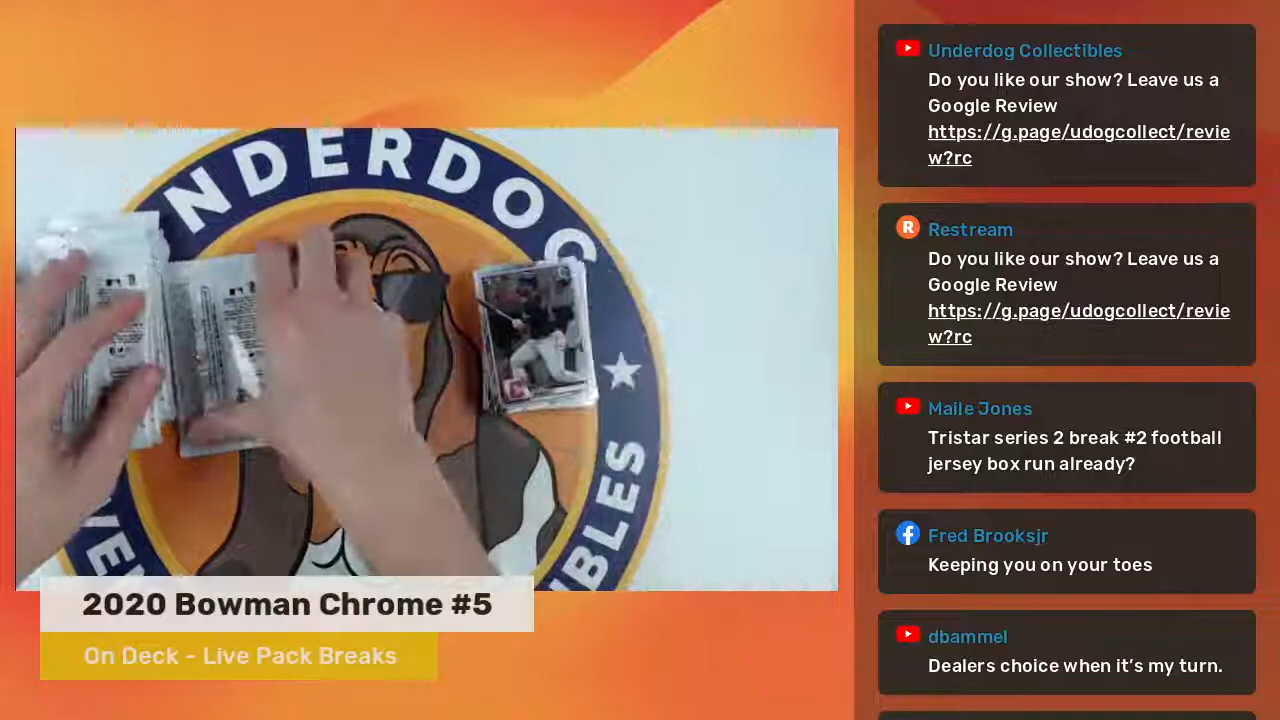 UNDERDOG
Underdog Collectibles
Do you like our show? Leave us a
Google Review
https://g.page/udogcollect/revie
w?rc
Restream
Do you like our show? Leave us a
Google Review
https://g.page/udogcollect/revie
w?rc
Maile Jones
Tristar series 2 break #2 football
jersey box run already?
Fred Brooksjr
Keeping you on your toes
dbammel
Dealers choice when it’s my turn.
2020 Bowman Chrome #5
On Deck - Live Pack Breaks